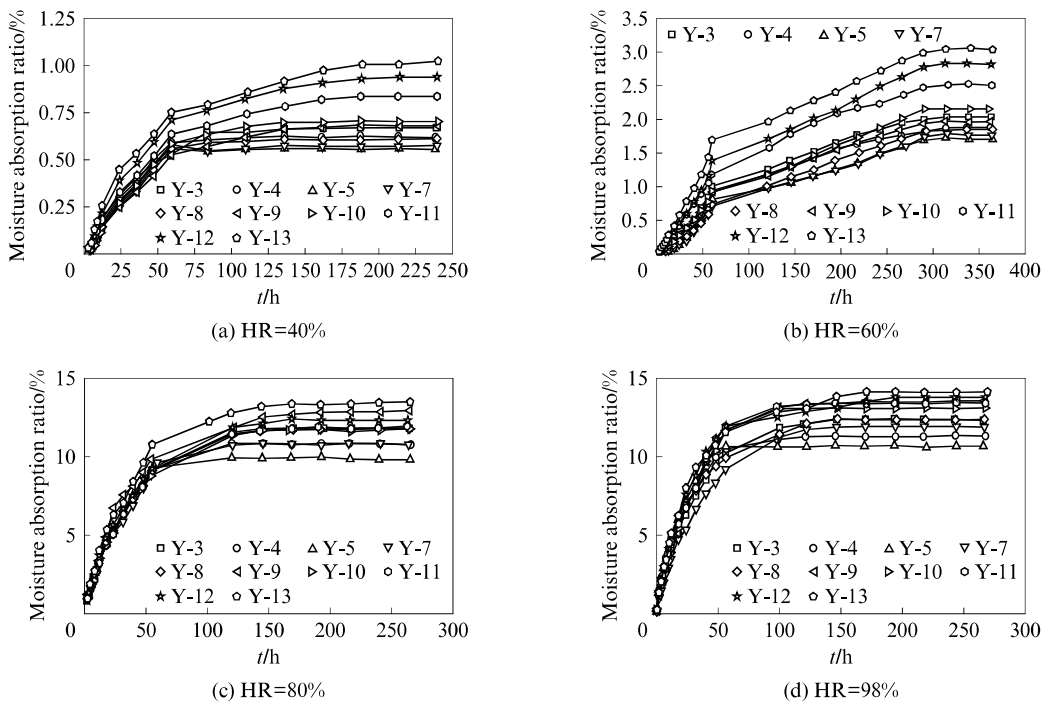 Moisture absorption ratio/%
1.25
1.00
0.75
0.50
0.25
0
25 50 75 100 125 150 175 200 225 250
Y-3 Y-4 Y-5 Y-7
Y-8 Y-9 Y-10 Y-11
Y-12 Y-13
t/h
(a) HR=40%
Moisture absorption ratio/%
3.5
3.0
2.5
2.0
1.5
1.0
0.5
0
50 100 150 200 250 300 350 400
Y-3 Y-4 Y-5 Y-7
Y-8 Y-9 Y-10 Y-11
Y-12 Y-13
t/h
(b) HR=60%
Moisture absorption ratio/%
15
10
5
0
50 100 150 200 250 300
Y-3 Y-4 Y-5 Y-7
Y-8 Y-9 Y-10 Y-11
Y-12 Y-13
t/h
(c) HR=80%
Moisture absorption ratio/%
15
10
5
0
50 100 150 200 250 300
Y-3 Y-4 Y-5 Y-7
Y-8 Y-9 Y-10 Y-11
Y-12 Y-13
t/h
(d) HR=98%